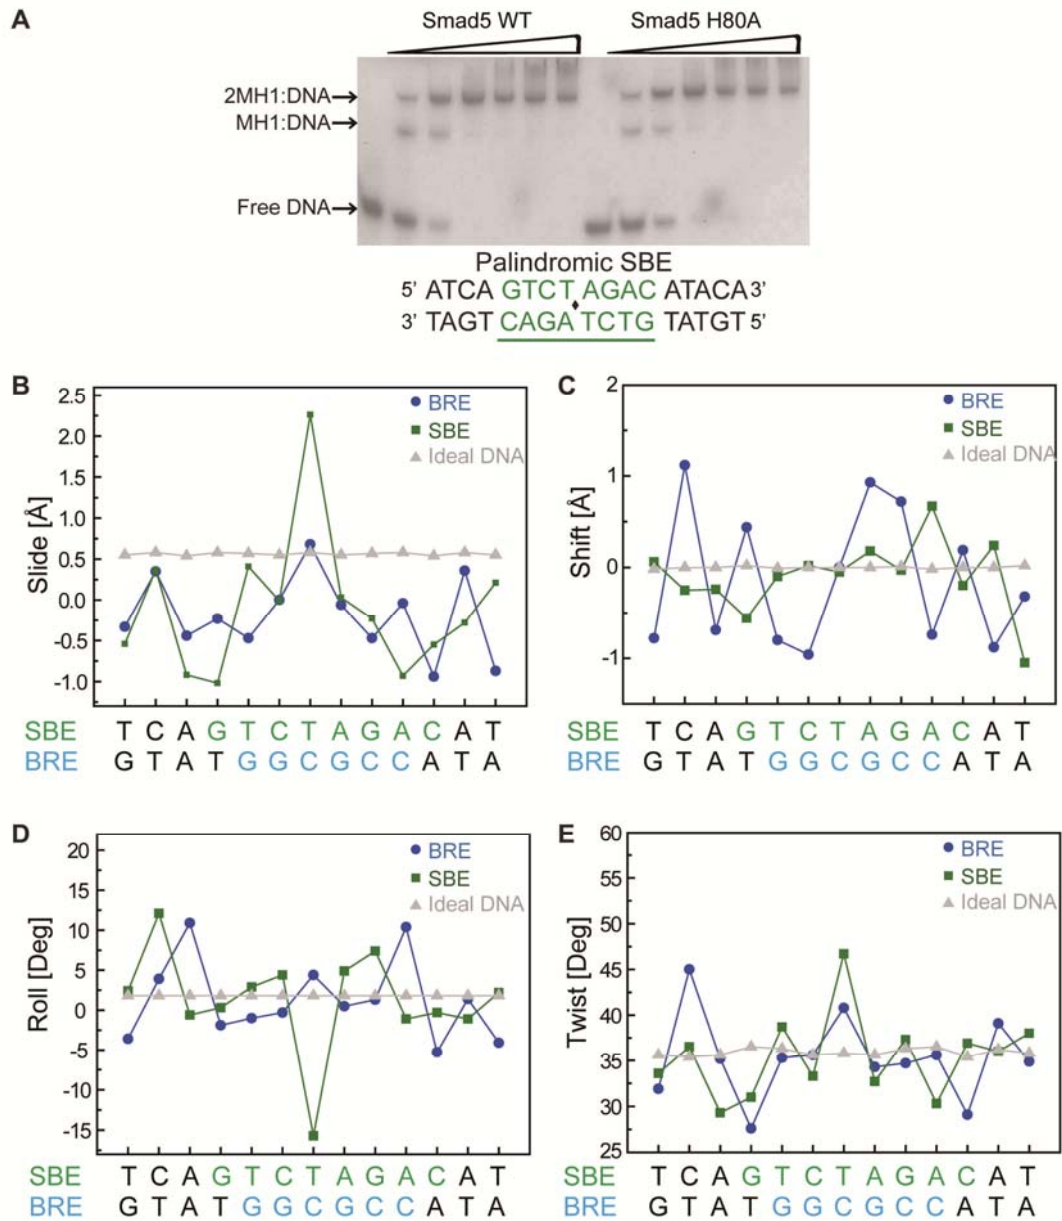 A
Smad5 WT
Smad5 H80A
2MH1:DNA
MH1:DNA
Free DNA
Palindromic SBE
5' ATCA GTCT AGAC ATACA 3'
3' TAGT CAGA TCTG TATGT 5'
B
Slide [Å]
2.5
2.0
1.5
1.0
0.5
0.0
-0.5
-1.0
BRE
SBE
Ideal DNA
SBE T C A G T C T A G A C A T
BRE G T A T G G C G C C A T A
C
Shift [Å]
2
1
0
-1
BRE
SBE
Ideal DNA
SBE T C A G T C T A G A C A T
BRE G T A T G G C G C C A T A
D
Roll [Deg]
20
15
10
5
0
-5
-10
-15
BRE
SBE
Ideal DNA
SBE T C A G T C T A G A C A T
BRE G T A T G G C G C C A T A
E
Twist [Deg]
60
55
50
45
40
35
30
25
BRE
SBE
Ideal DNA
SBE T C A G T C T A G A C A T
BRE G T A T G G C G C C A T A